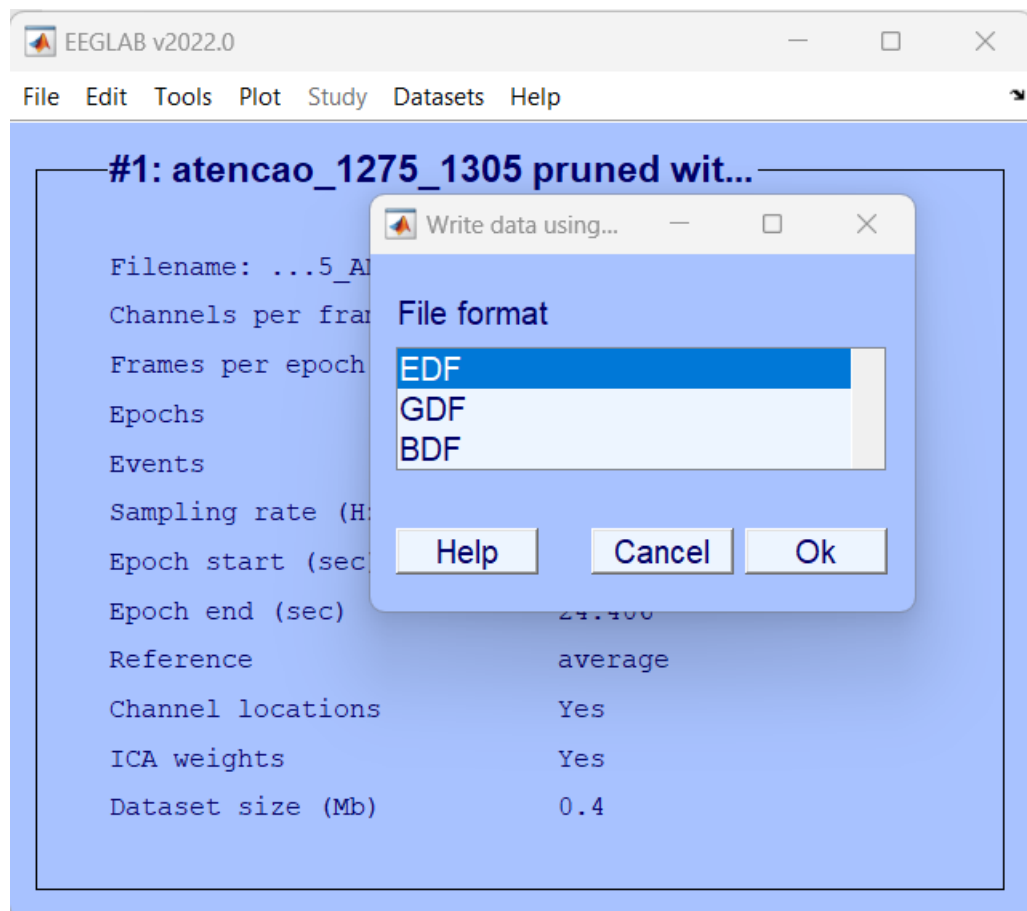 EEGLAB v2022.0
File Edit Tools Plot Study Datasets Help
#1: atencao_1275_1305 pruned wit...
Write data using...
File format
EDF
GDF
BDF
Help Cancel Ok
Filename: ...5_A
Channels per
Frames per epoch
Epochs
Events
Sampling rate
Epoch start (sec)
Epoch end (sec) 24.406
Reference average
Channel locations Yes
ICA weights Yes
Dataset size (Mb) 0.4